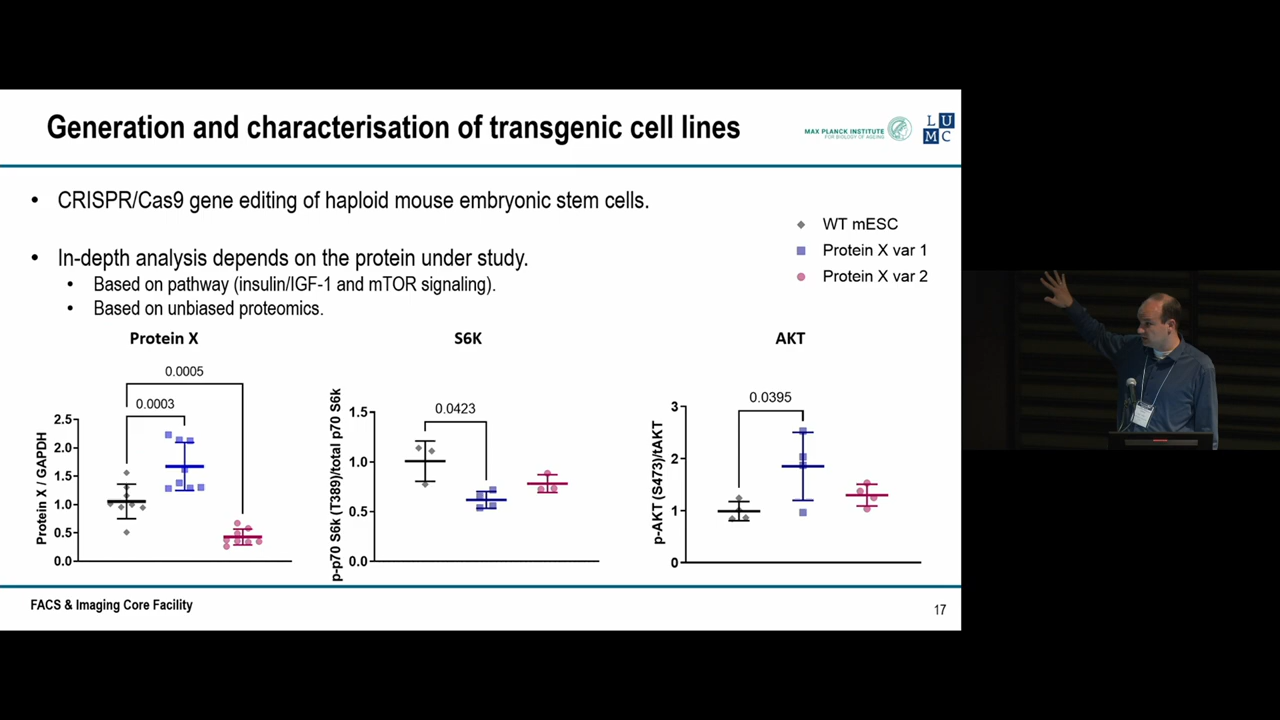 Generation and characterisation of transgenic cell lines
MAX PLANCK INSTITUTE
FOR BIOLOGY OF AGEING
L U
M C
• CRISPR/Cas9 gene editing of haploid mouse embryonic stem cells.
• In-depth analysis depends on the protein under study.
• Based on pathway (insulin/IGF-1 and mTOR signaling).
• Based on unbiased proteomics.
WT mESC
Protein X var 1
Protein X var 2
Protein X
0.0005
0.0003
Protein X / GAPDH
2.5
2.0
1.5
1.0
0.5
0.0
S6K
0.0423
p-p70 S6k (T389)/total p70 S6k
1.5
1.0
0.5
0.0
AKT
0.0395
p-AKT (S473)/tAKT
3
2
1
0
FACS & Imaging Core Facility
17